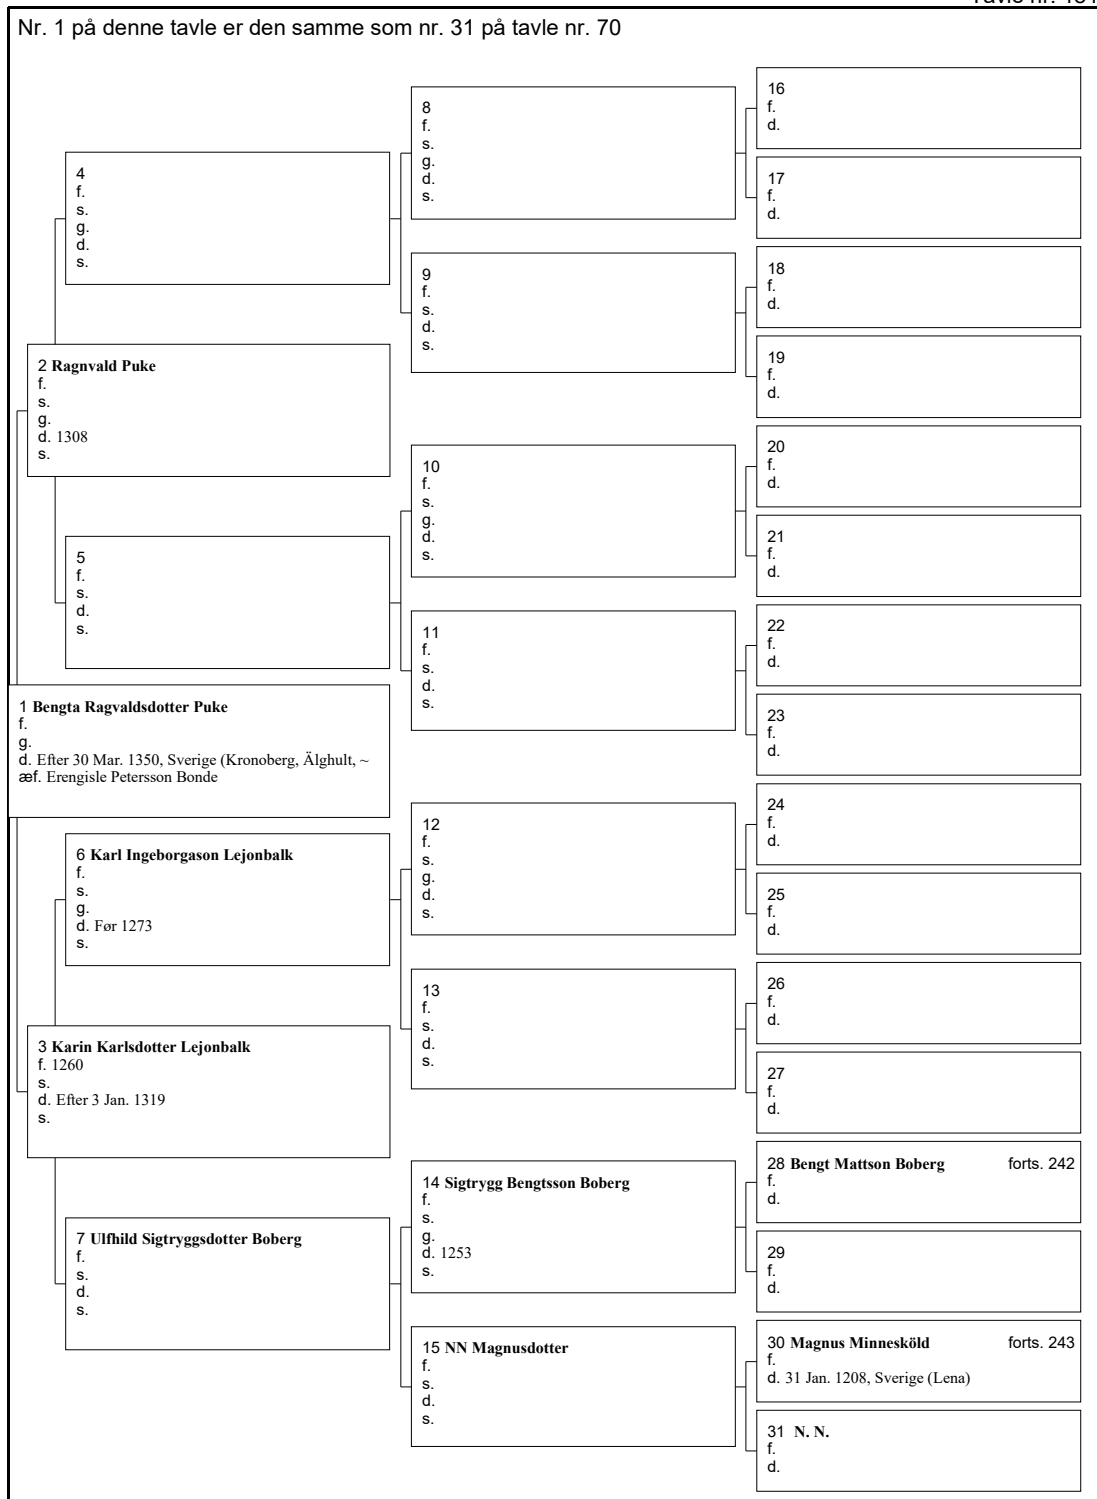 Nr. 1 på denne tavle er den samme som nr. 31 på tavle nr. 70
1 Bengta Ragvaldsdotter Puke
f.
g.
d. Efter 30 Mar. 1350, Sverige (Kronoberg, Älghult, ~
æf. Erengisle Petersson Bonde
2 Ragnvald Puke
f.
s.
g.
d. 1308
s.
3 Karin Karlsdotter Lejonbalk
f. 1260
s.
d. Efter 3 Jan. 1319
s.
4
f.
s.
g.
d.
s.
5
f.
s.
d.
s.
6 Karl Ingeborgason Lejonbalk
f.
s.
g.
d. Før 1273
s.
7 Ulfhild Sigtryggsdotter Boberg
f.
s.
d.
s.
8
f.
s.
g.
d.
s.
9
f.
s.
d.
s.
10
f.
s.
g.
d.
s.
11
f.
s.
d.
s.
12
f.
s.
g.
d.
s.
13
f.
s.
d.
s.
14 Sigtrygg Bengtsson Boberg
f.
s.
g.
d. 1253
s.
15 NN Magnusdotter
f.
s.
d.
s.
16
f.
d.
17
f.
d.
18
f.
d.
19
f.
d.
20
f.
d.
21
f.
d.
22
f.
d.
23
f.
d.
24
f.
d.
25
f.
d.
26
f.
d.
27
f.
d.
28 Bengt Mattson Boberg forts. 242
f.
d.
29
f.
d.
30 Magnus Minnesköld forts. 243
f.
d. 31 Jan. 1208, Sverige (Lena)
31 N. N.
f.
d.